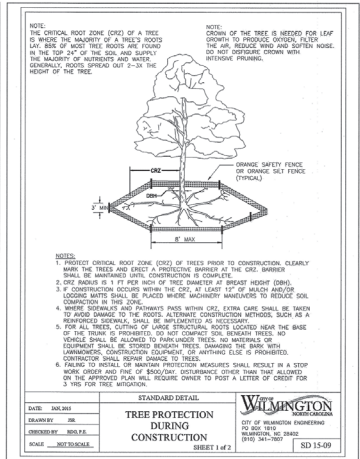 NOTE:
THE CRITICAL ROOT ZONE (CRZ) OF A TREE
IS WHERE THE MAJORITY OF A TREE'S ROOTS
LAY. 85% OF MOST TREE ROOTS ARE FOUND
IN THE TOP 24" OF THE SOIL AND SUPPLY
THE MAJORITY OF NUTRIENTS AND WATER.
GENERALLY, ROOTS SPREAD OUT 2-3X THE
HEIGHT OF THE TREE.
NOTE:
CROWN OF THE TREE IS NEEDED FOR LEAF
GROWTH TO PRODUCE OXYGEN, FILTER
THE AIR, REDUCE WIND AND SOFTEN NOISE.
DO NOT DISFIGURE CROWN WITH
INTENSIVE PRUNING.
CRZ
ORANGE SAFETY FENCE
OR ORANGE SILT FENCE
(TYPICAL)
DBH
3' MIN
8' MAX
NOTES:
1. PROTECT CRITICAL ROOT ZONE (CRZ) OF TREES PRIOR TO CONSTRUCTION. CLEARLY
MARK THE TREES AND ERECT A PROTECTIVE BARRIER AT THE CRZ. BARRIER
SHALL BE MAINTAINED UNTIL CONSTRUCTION IS COMPLETE.
2. CRZ RADIUS IS 1 FT PER INCH OF TREE DIAMETER AT BREAST HEIGHT (DBH).
3. IF CONSTRUCTION OCCURS WITHIN THE CRZ, AT LEAST 12" OF MULCH AND/OR
LOGGING MATTS SHALL BE PLACED WHERE MACHINERY MANUVERS TO REDUCE SOIL
COMPACTION IN THIS ZONE.
4. WHERE SIDEWALKS AND PATHWAYS PASS WITHIN CRZ, EXTRA CARE SHALL BE TAKEN
TO AVOID DAMAGE TO THE ROOTS. ALTERNATE CONSTRUCTION METHODS, SUCH AS A
REINFORCED SIDEWALK, SHALL BE IMPLEMENTED AS NECESSARY.
5. FOR ALL TREES, CUTTING OF LARGE STRUCTURAL ROOTS LOCATED NEAR THE BASE
OF THE TRUNK IS PROHIBITED. DO NOT COMPACT SOIL BENEATH TREES. NO
VEHICLE SHALL BE ALLOWED TO PARK UNDER TREES. NO MATERIALS OR
EQUIPMENT SHALL BE STORED BENEATH TREES. DAMAGING THE BARK WITH
LAWNMOWERS, CONSTRUCTION EQUIPMENT, OR ANYTHING ELSE IS PROHIBITED.
CONTRACTOR SHALL REPAIR DAMAGE TO TREES.
6. FAILING TO INSTALL OR MAINTAIN PROTECTION MEASURES SHALL RESULT IN A STOP
WORK ORDER AND FINE OF $500/DAY. DISTURBANCE OTHER THAN THAT ALLOWED
ON THE APPROVED PLAN WILL REQUIRE OWNER TO POST A LETTER OF CREDIT FOR
3 YRS FOR TREE MITIGATION.
DATE: JAN, 2015
DRAWN BY JSR
CHECKED BY RDG, P.E.
SCALE NOT TO SCALE
STANDARD DETAIL
TREE PROTECTION
DURING
CONSTRUCTION
SHEET 1 of 2
CITY OF
WILMINGTON
NORTH CAROLINA
CITY OF WILMINGTON ENGINEERING
PO BOX 1810
WILMINGTON, NC 28402
(910) 341-7807
SD 15-09